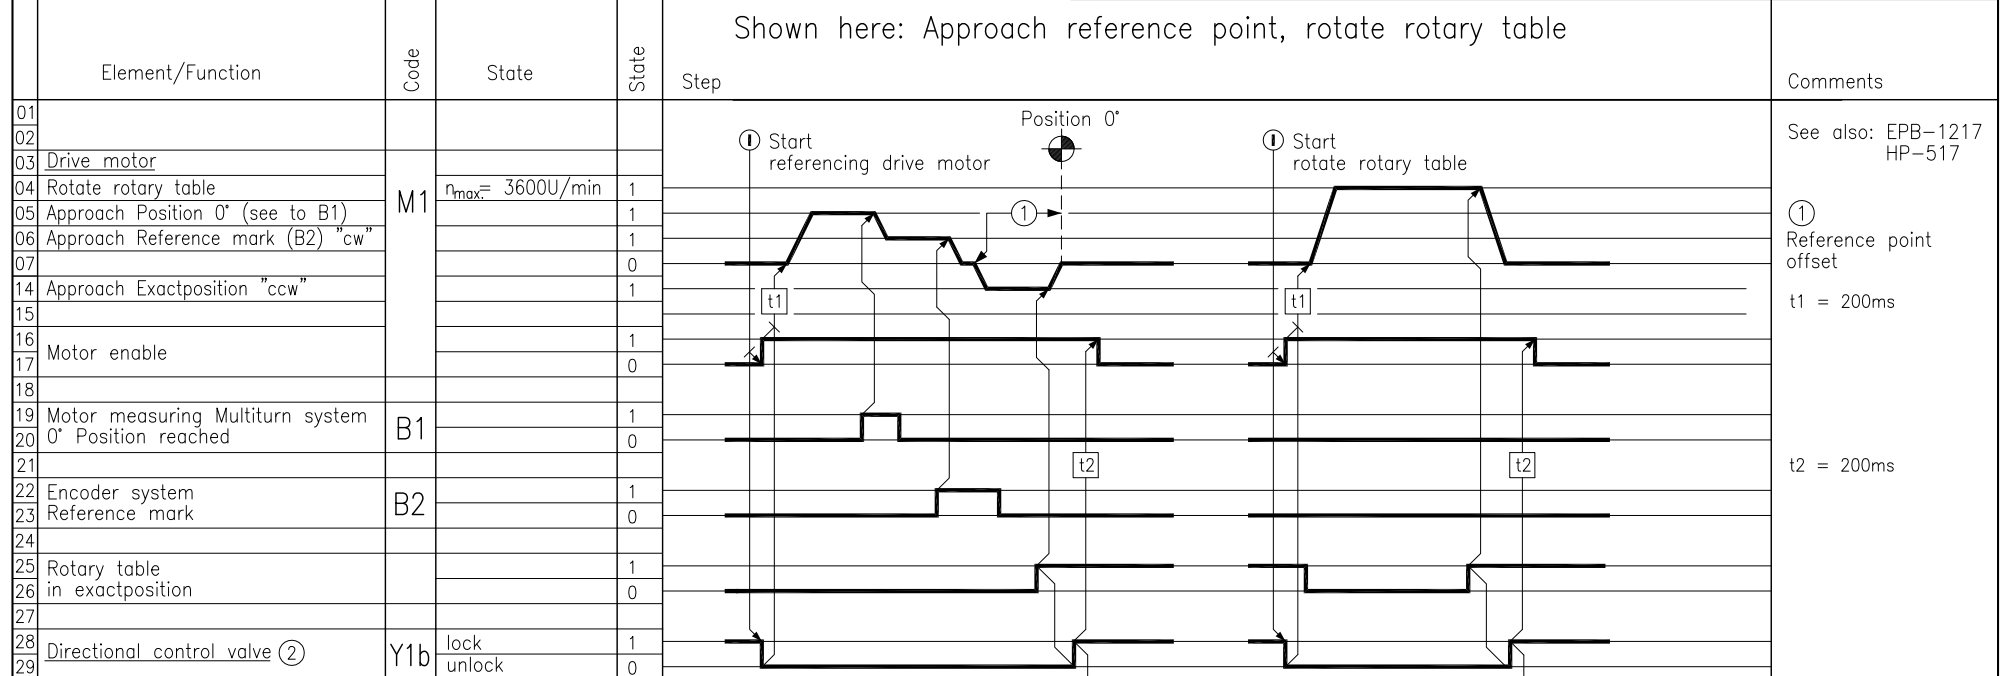 Shown here: Approach reference point, rotate rotary table
Element/Function Code State State Step Comments
01
02
03 Drive motor
04 Rotate rotary table nmax.= 3600U/min 1
05 Approach Position 0° (see to B1) 1
06 Approach Reference mark (B2) "cw" 1
07 0
14 Approach Exactposition "ccw" 1
15
M1
16 1
Motor enable
17 0
18
19 Motor measuring Multiturn system 1
20 0° Position reached 0
B1
21
22 Encoder system 1
23 Reference mark 0
B2
24
25 Rotary table 1
26 in exactposition 0
27
28 lock 1
Directional control valve 2 Y1b
29 unlock 0
Position 0°
I Start
referencing drive motor
I Start
rotate rotary table
1
t1
t1
t2
t2
See also: EPB-1217
HP-517
1
Reference point
offset
t1 = 200ms
t2 = 200ms